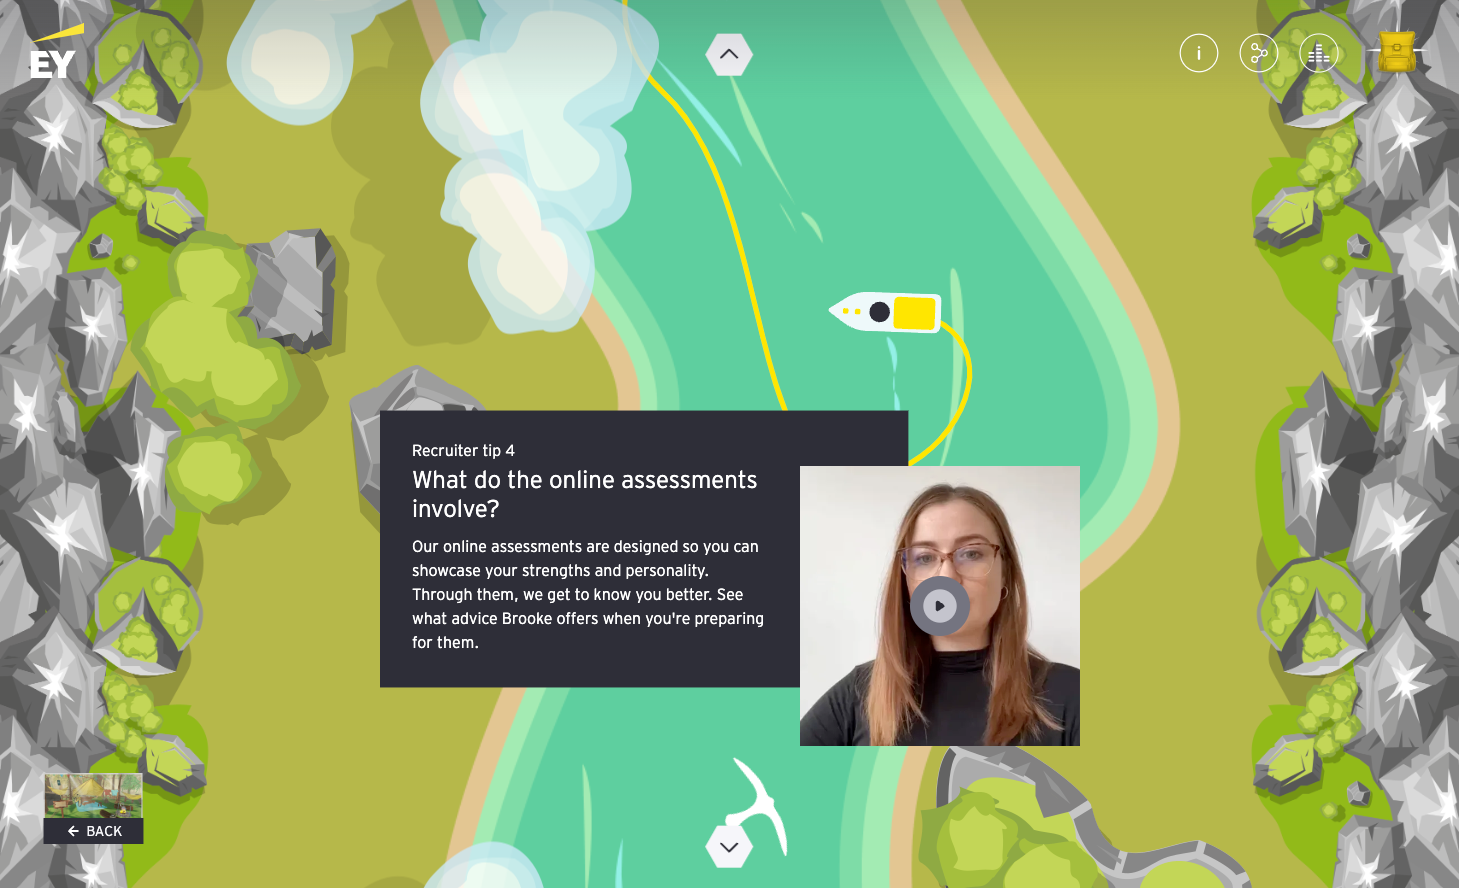 EY
i
Recruiter tip 4
What do the online assessments
involve?
Our online assessments are designed so you can
showcase your strengths and personality.
Through them, we get to know you better. See
what advice Brooke offers when you're preparing
for them.
BACK